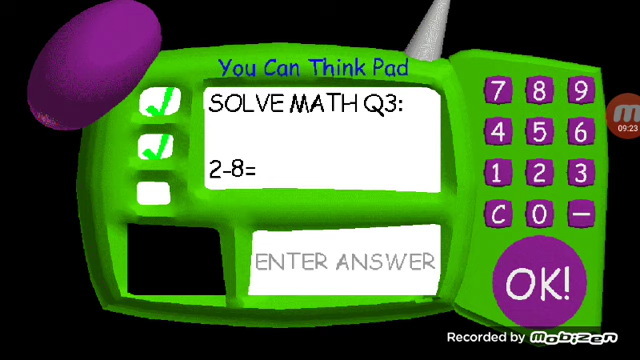 You Can Think Pad
SOLVE MATH Q3:
2-8=
7 8 9
4 5 6
1 2 3
C 0 -
ENTER ANSWER
OK!
09:23
Recorded by mobizen